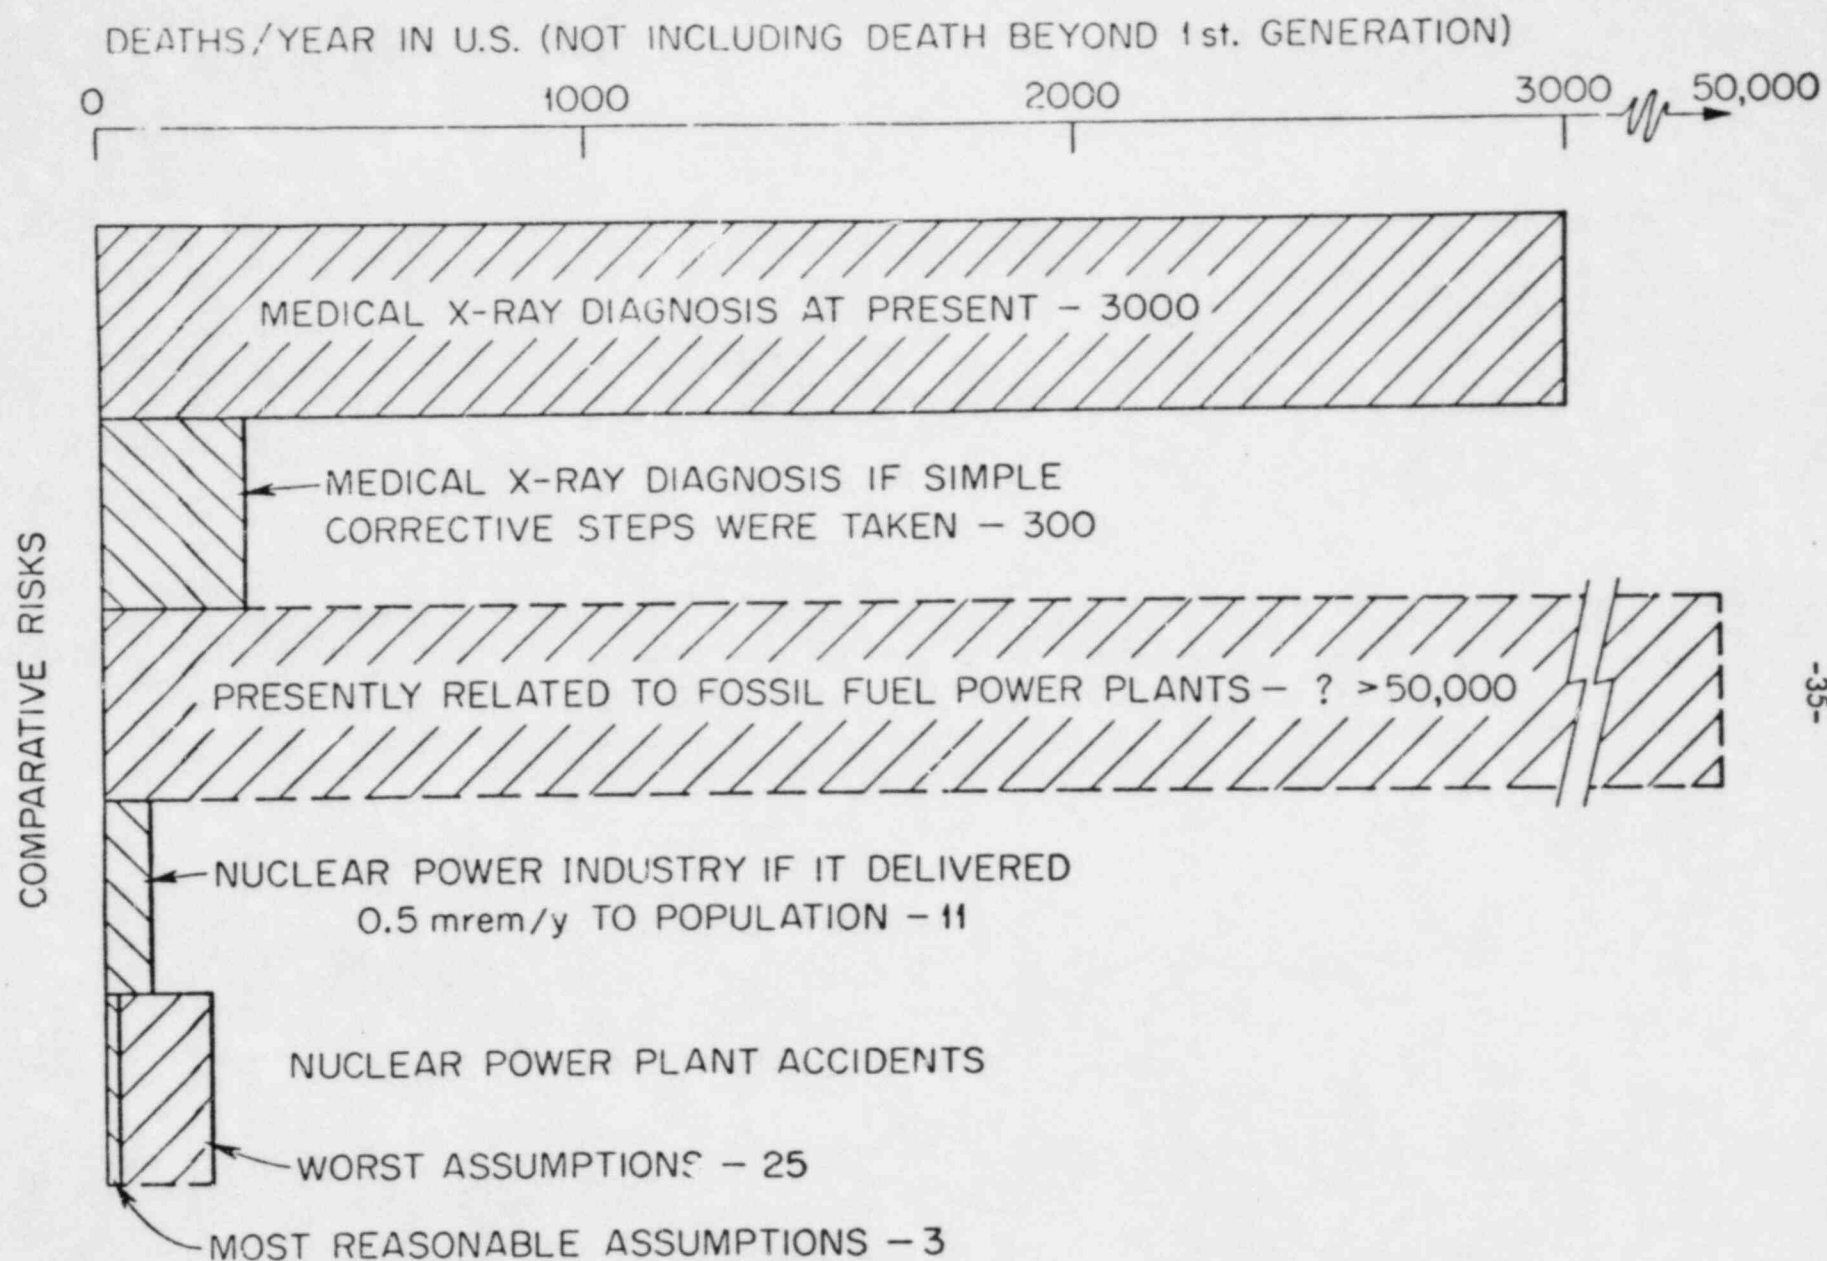 DEATHS/YEAR IN U.S. (NOT INCLUDING DEATH BEYOND 1st. GENERATION)
0 1000 2000 3000 50,000
MEDICAL X-RAY DIAGNOSIS AT PRESENT – 3000
MEDICAL X-RAY DIAGNOSIS IF SIMPLE
CORRECTIVE STEPS WERE TAKEN – 300
COMPARATIVE RISKS
PRESENTLY RELATED TO FOSSIL FUEL POWER PLANTS – ? >50,000
-35-
NUCLEAR POWER INDUSTRY IF IT DELIVERED
0.5 mrem/y TO POPULATION – 11
NUCLEAR POWER PLANT ACCIDENTS
WORST ASSUMPTIONS – 25
MOST REASONABLE ASSUMPTIONS – 3